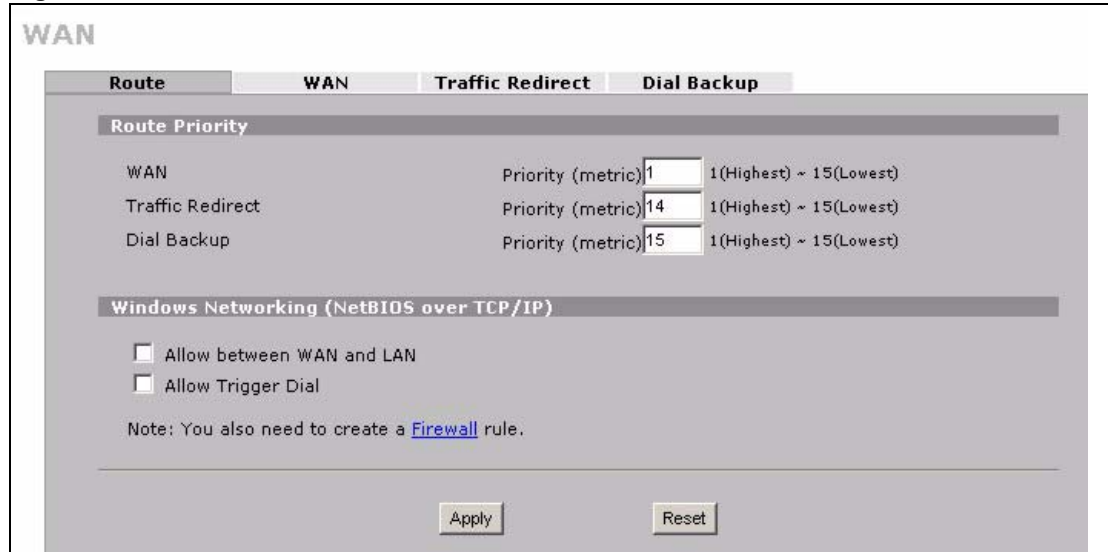 WAN
Route WAN Traffic Redirect Dial Backup
Route Priority
WAN Priority (metric) 1 1(Highest) ~ 15(Lowest)
Traffic Redirect Priority (metric) 14 1(Highest) ~ 15(Lowest)
Dial Backup Priority (metric) 15 1(Highest) ~ 15(Lowest)
Windows Networking (NetBIOS over TCP/IP)
Allow between WAN and LAN
Allow Trigger Dial
Note: You also need to create a Firewall rule.
Apply Reset